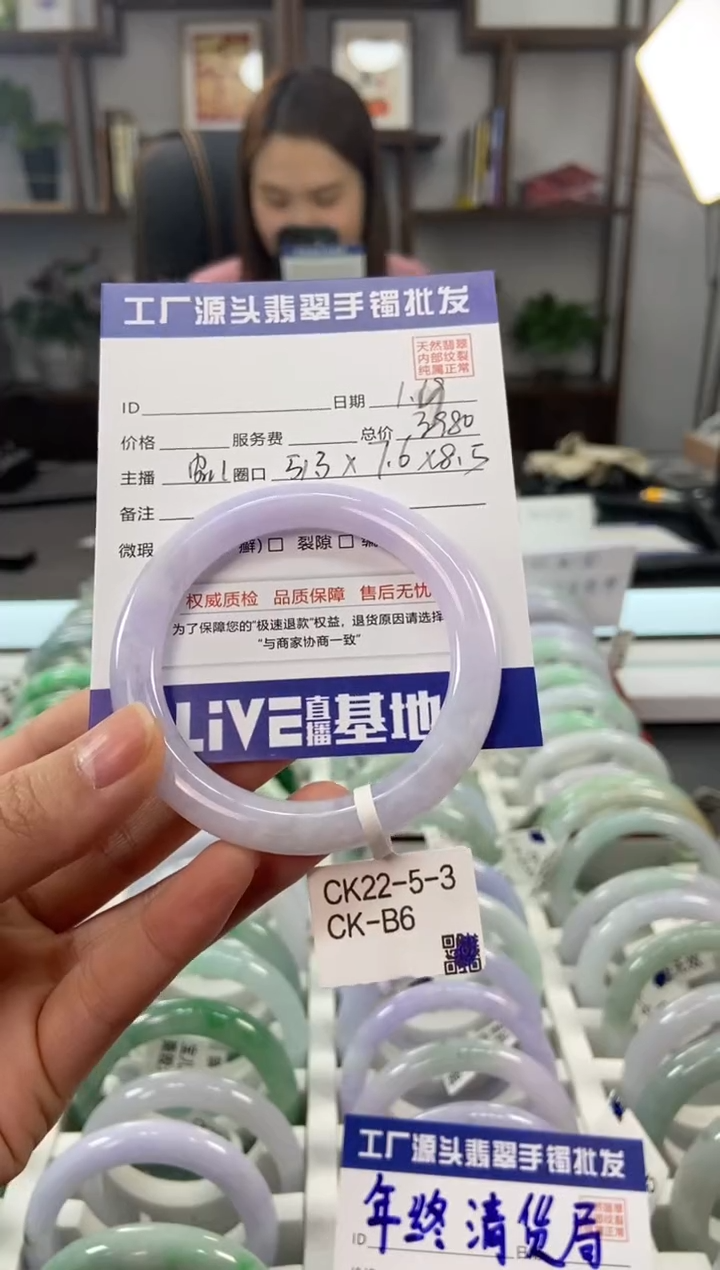 工厂源头翡翠手镯批发
天然翡翠
内部纹裂
纯属正常
ID 日期
价格 服务费 总价 3980
主播 圈口 51.3 x 7.6 x 8.5
备注
微瑕 癣)□ 裂隙□
权威质检 品质保障 售后无忧
为了保障您的“极速退款”权益,退货原因请选择
“与商家协商一致”
LiVE直播基地
CK22-5-3
CK-B6
工厂源头翡翠手镯批发
年终清货局
ID